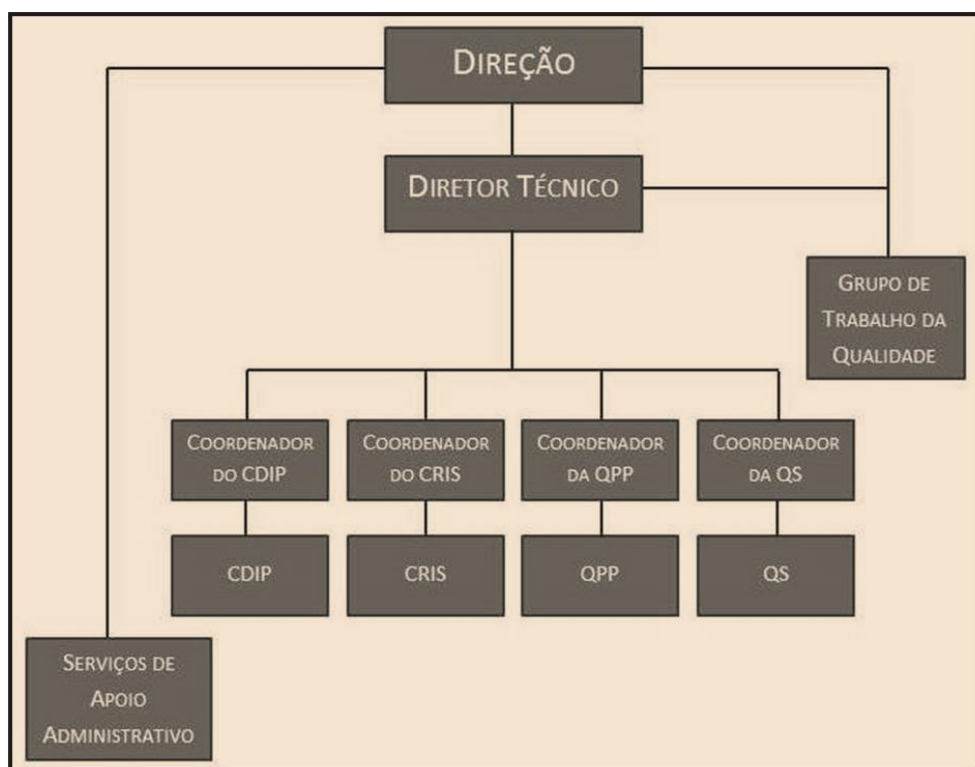 DIREÇÃO
DIRETOR TÉCNICO
GRUPO DE
TRABALHO DA
QUALIDADE
COORDENADOR
DO CDIP
COORDENADOR
DO CRIS
COORDENADOR
DA QPP
COORDENADOR
DA QS
CDIP
CRIS
QPP
QS
SERVIÇOS DE
APOIO
ADMINISTRATIVO